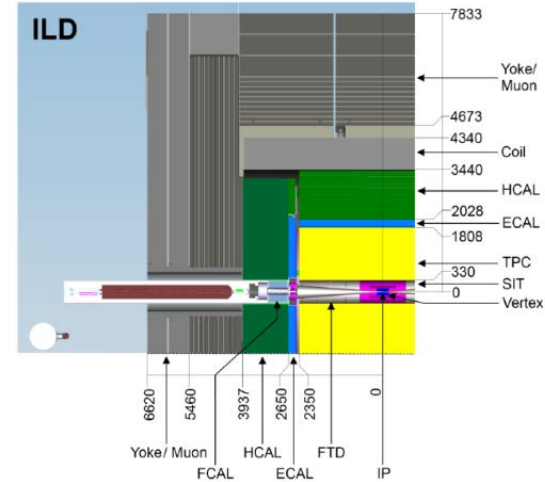 ILD
7833
Yoke/
Muon
4673
4340
Coil
3440
HCAL
2028
ECAL
1808
TPC
330
SIT
0
Vertex
6620
5460
3937
2650
2350
0
Yoke/ Muon
HCAL
FTD
FCAL
ECAL
IP